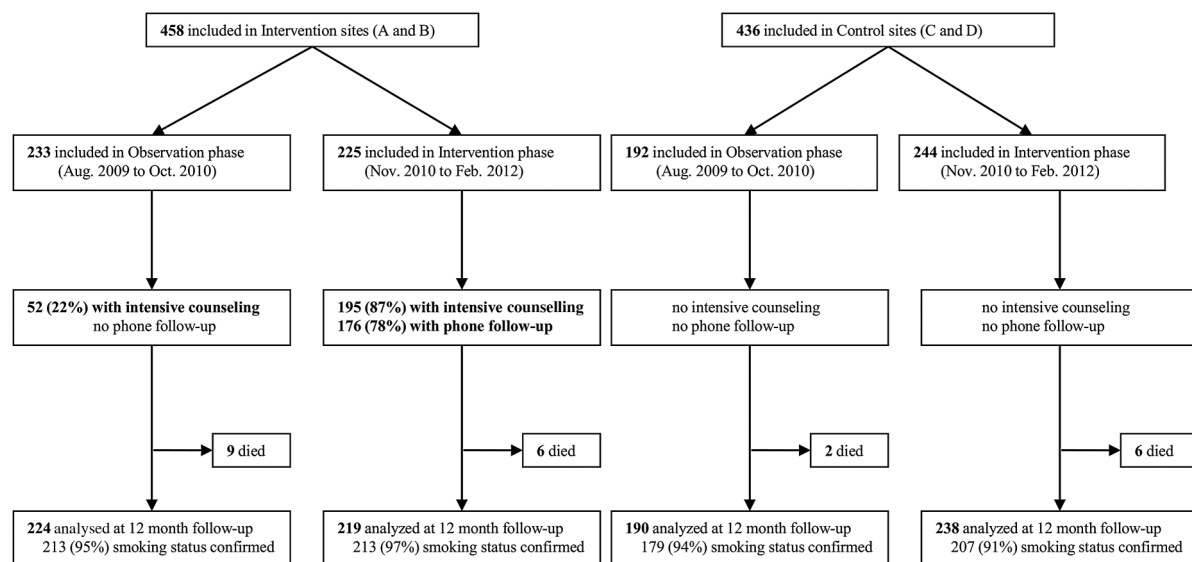 458 included in Intervention sites (A and B)
436 included in Control sites (C and D)
233 included in Observation phase
(Aug. 2009 to Oct. 2010)
225 included in Intervention phase
(Nov. 2010 to Feb. 2012)
192 included in Observation phase
(Aug. 2009 to Oct. 2010)
244 included in Intervention phase
(Nov. 2010 to Feb. 2012)
52 (22%) with intensive counseling
no phone follow-up
195 (87%) with intensive counselling
176 (78%) with phone follow-up
no intensive counseling
no phone follow-up
no intensive counseling
no phone follow-up
9 died
6 died
2 died
6 died
224 analysed at 12 month follow-up
213 (95%) smoking status confirmed
219 analyzed at 12 month follow-up
213 (97%) smoking status confirmed
190 analyzed at 12 month follow-up
179 (94%) smoking status confirmed
238 analyzed at 12 month follow-up
207 (91%) smoking status confirmed